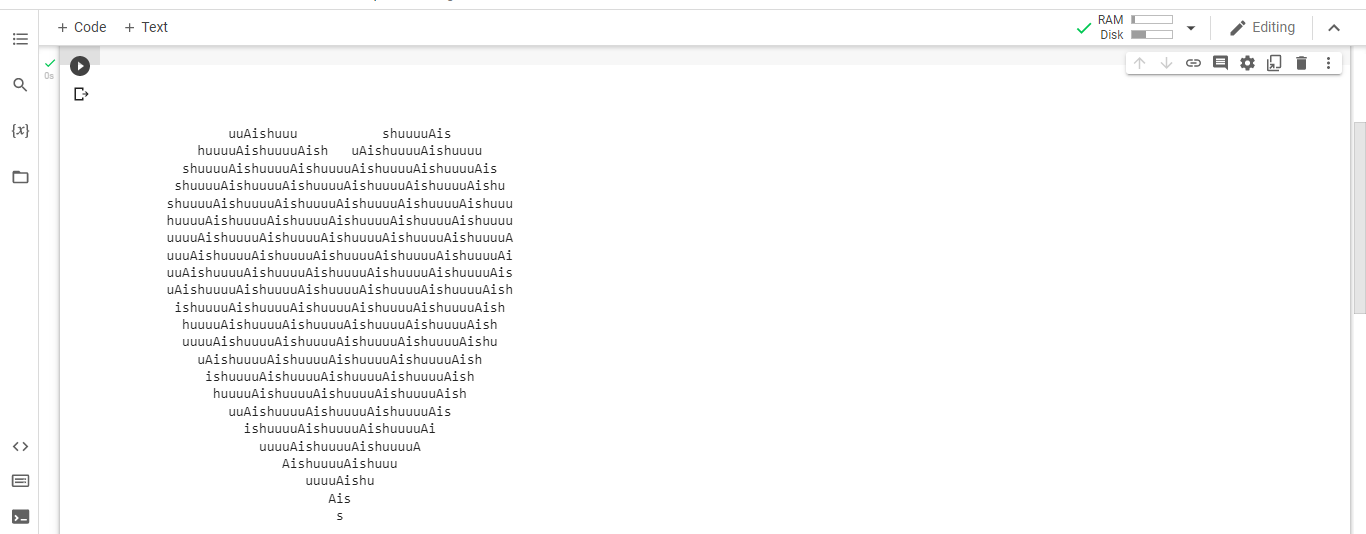 + Code + Text
RAM
Disk
Editing
0s
{x}
uuAishuuu shuuuuAis
huuuuAishuuuuAish uAishuuuuAishuuuu
shuuuuAishuuuuAishuuuuAishuuuuAishuuuuAis
shuuuuAishuuuuAishuuuuAishuuuuAishuuuuAishu
shuuuuAishuuuuAishuuuuAishuuuuAishuuuuAishuuu
huuuuAishuuuuAishuuuuAishuuuuAishuuuuAishuuuu
uuuuAishuuuuAishuuuuAishuuuuAishuuuuAishuuuuA
uuuAishuuuuAishuuuuAishuuuuAishuuuuAishuuuuAi
uuAishuuuuAishuuuuAishuuuuAishuuuuAishuuuuAis
uAishuuuuAishuuuuAishuuuuAishuuuuAishuuuuAish
ishuuuuAishuuuuAishuuuuAishuuuuAishuuuuAish
huuuuAishuuuuAishuuuuAishuuuuAishuuuuAish
uuuuAishuuuuAishuuuuAishuuuuAishuuuuAishu
uAishuuuuAishuuuuAishuuuuAishuuuuAish
ishuuuuAishuuuuAishuuuuAishuuuuAish
huuuuAishuuuuAishuuuuAishuuuuAish
uuAishuuuuAishuuuuAishuuuuAis
ishuuuuAishuuuuAishuuuuAi
uuuuAishuuuuAishuuuuA
AishuuuuAishuuu
uuuuAishu
Ais
s